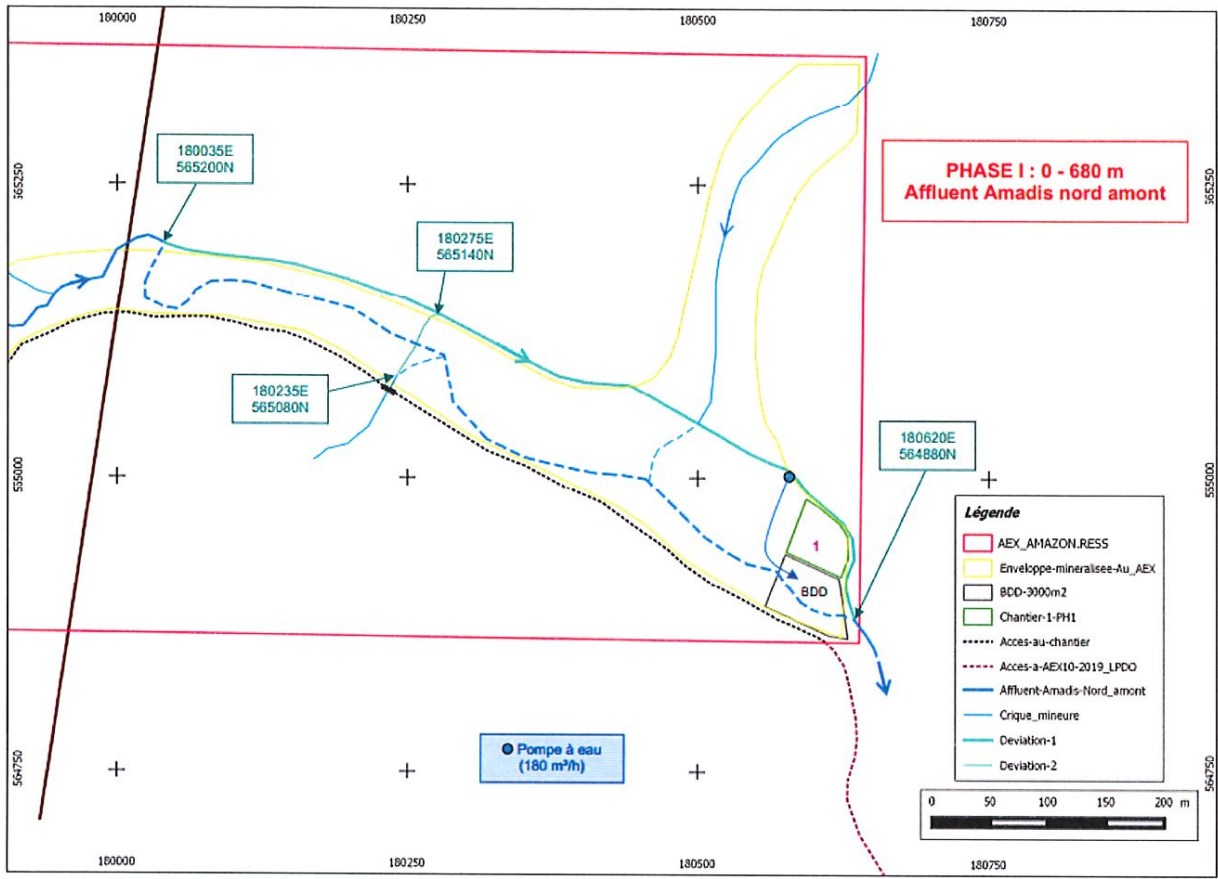 180000
180250
180500
180750
180035E
565200N
565250
PHASE I : 0 - 680 m
Affluent Amadis nord amont
565250
180275E
565140N
180235E
565080N
180620E
564880N
555000
555000
1
BDD
Légende
AEX_AMAZON.RESS
Enveloppe-mineralisee-Au_AEX
BDD-3000m2
Chantier-1-PH1
Acces-au-chantier
Acces-a-AEX10-2019_LPDO
Affluent-Amadis-Nord_amont
Crique_mineure
Deviation-1
Deviation-2
Pompe à eau
(180 m³/h)
564750
564750
0 50 100 150 200 m
180000
180250
180500
180750